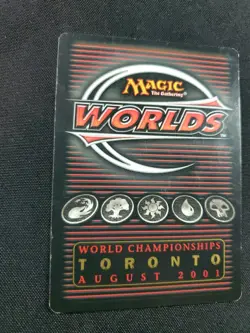 MAGIC
The Gathering
WORLDS
WORLD CHAMPIONSHIPS
TORONTO
AUGUST 2001